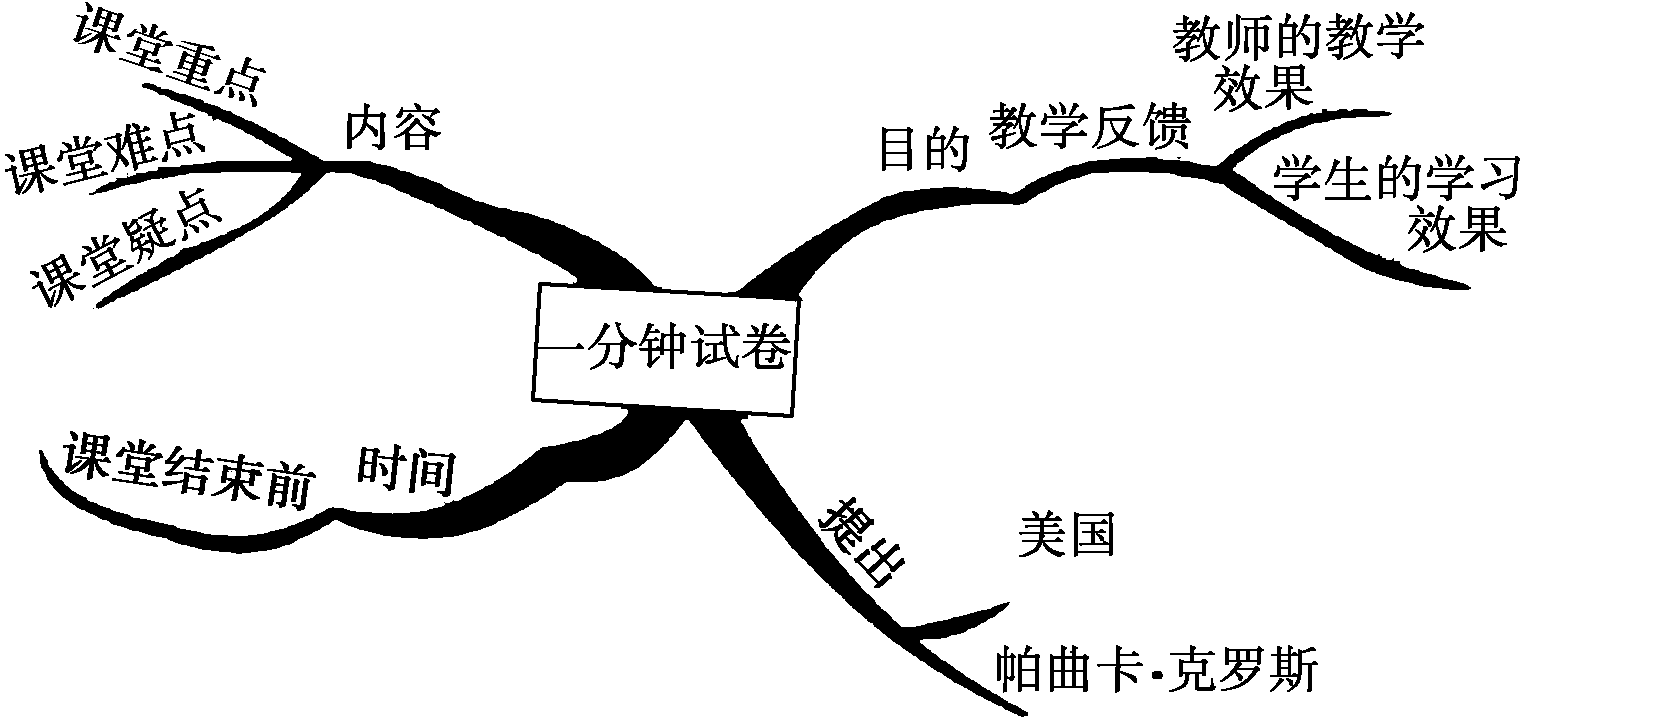 课堂重点
课堂难点
课堂疑点
内容
目的
教学反馈
教师的教学
效果
学生的学习
效果
一分钟试卷
课堂结束前
时间
提出
美国
帕曲卡·克罗斯